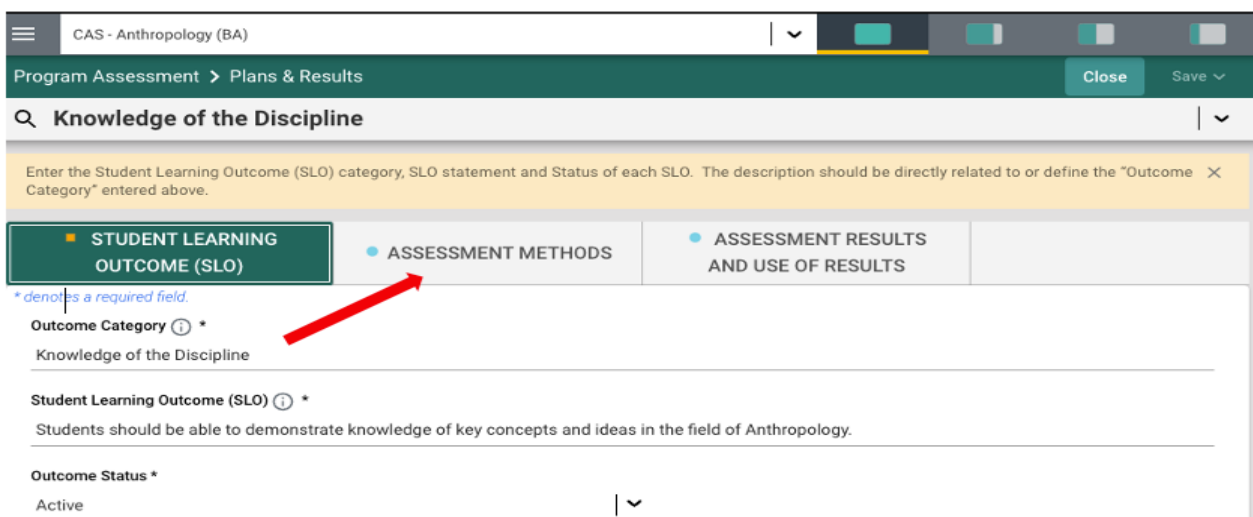 CAS - Anthropology (BA)
Program Assessment > Plans & Results
Close
Save
Knowledge of the Discipline
Enter the Student Learning Outcome (SLO) category, SLO statement and Status of each SLO. The description should be directly related to or define the "Outcome
Category" entered above.
STUDENT LEARNING
OUTCOME (SLO)
ASSESSMENT METHODS
ASSESSMENT RESULTS
AND USE OF RESULTS
* denotes a required field.
Outcome Category *
Knowledge of the Discipline
Student Learning Outcome (SLO) *
Students should be able to demonstrate knowledge of key concepts and ideas in the field of Anthropology.
Outcome Status *
Active